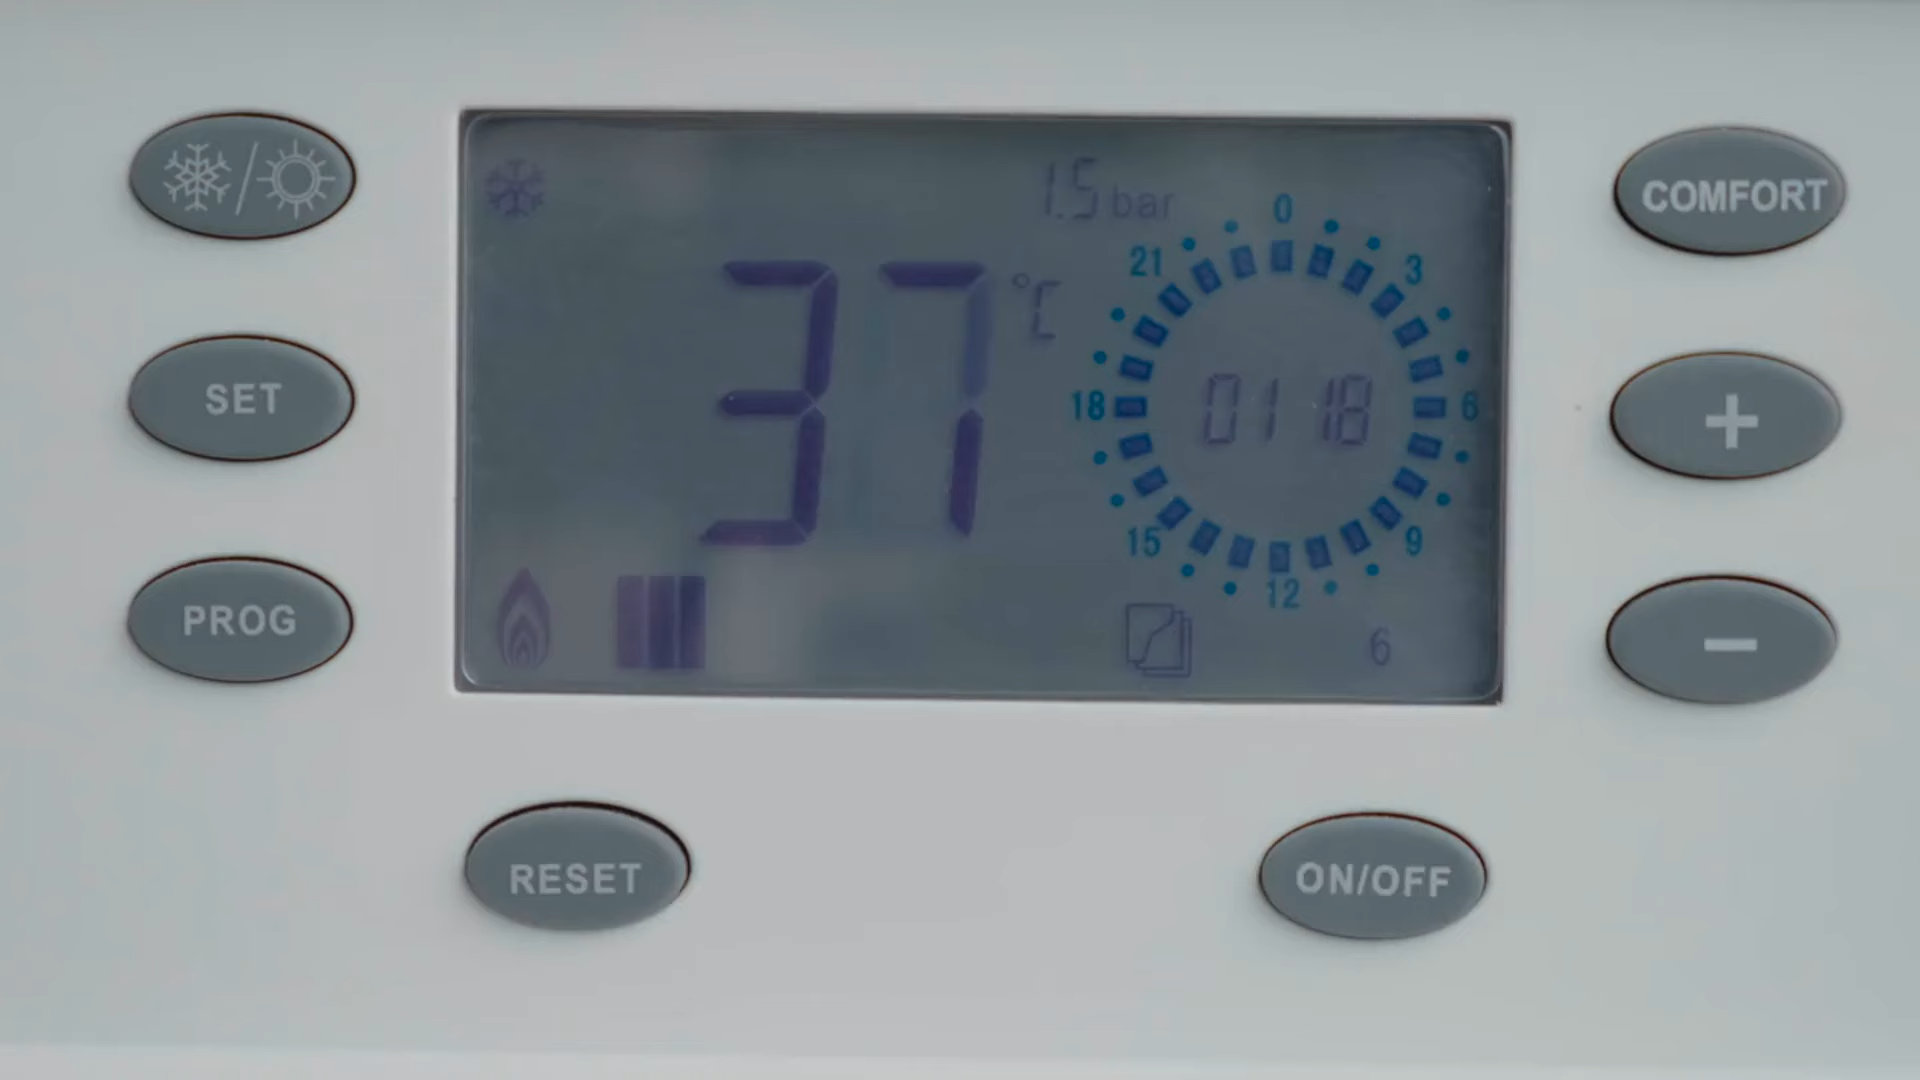 1.5 bar
COMFORT
0
21
3
37 °C
SET
18
01 18
6
+
15
9
12
PROG
6
−
RESET
ON/OFF